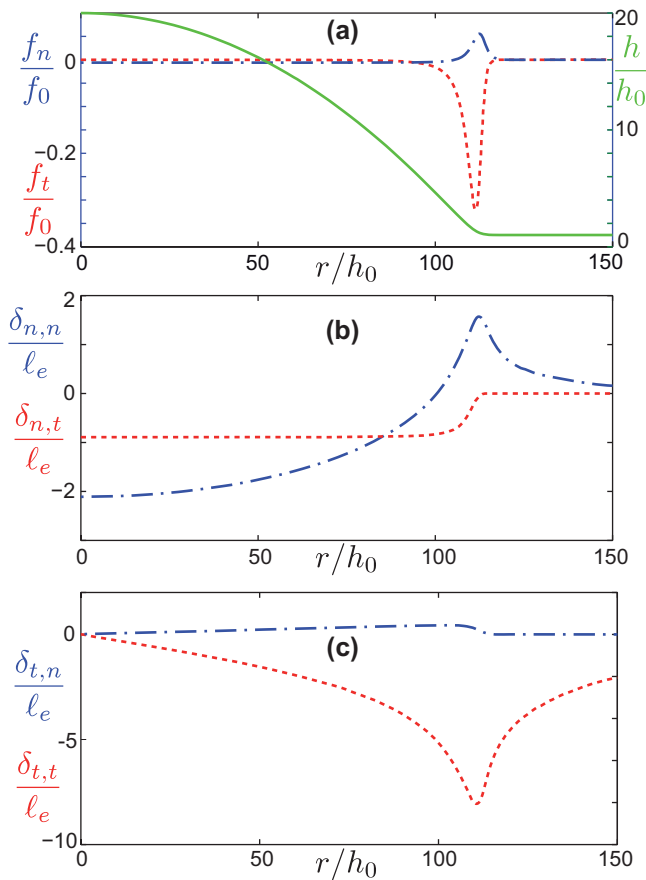 (a)
f_n/f_0
f_t/f_0
h/h_0
0
−0.2
−0.4
20
10
0
0 50 100 150
r/h_0
(b)
δ_{n,n}/ℓ_e
δ_{n,t}/ℓ_e
2
0
−2
0 50 100 150
r/h_0
(c)
δ_{t,n}/ℓ_e
δ_{t,t}/ℓ_e
0
-5
−10
0 50 100 150
r/h_0